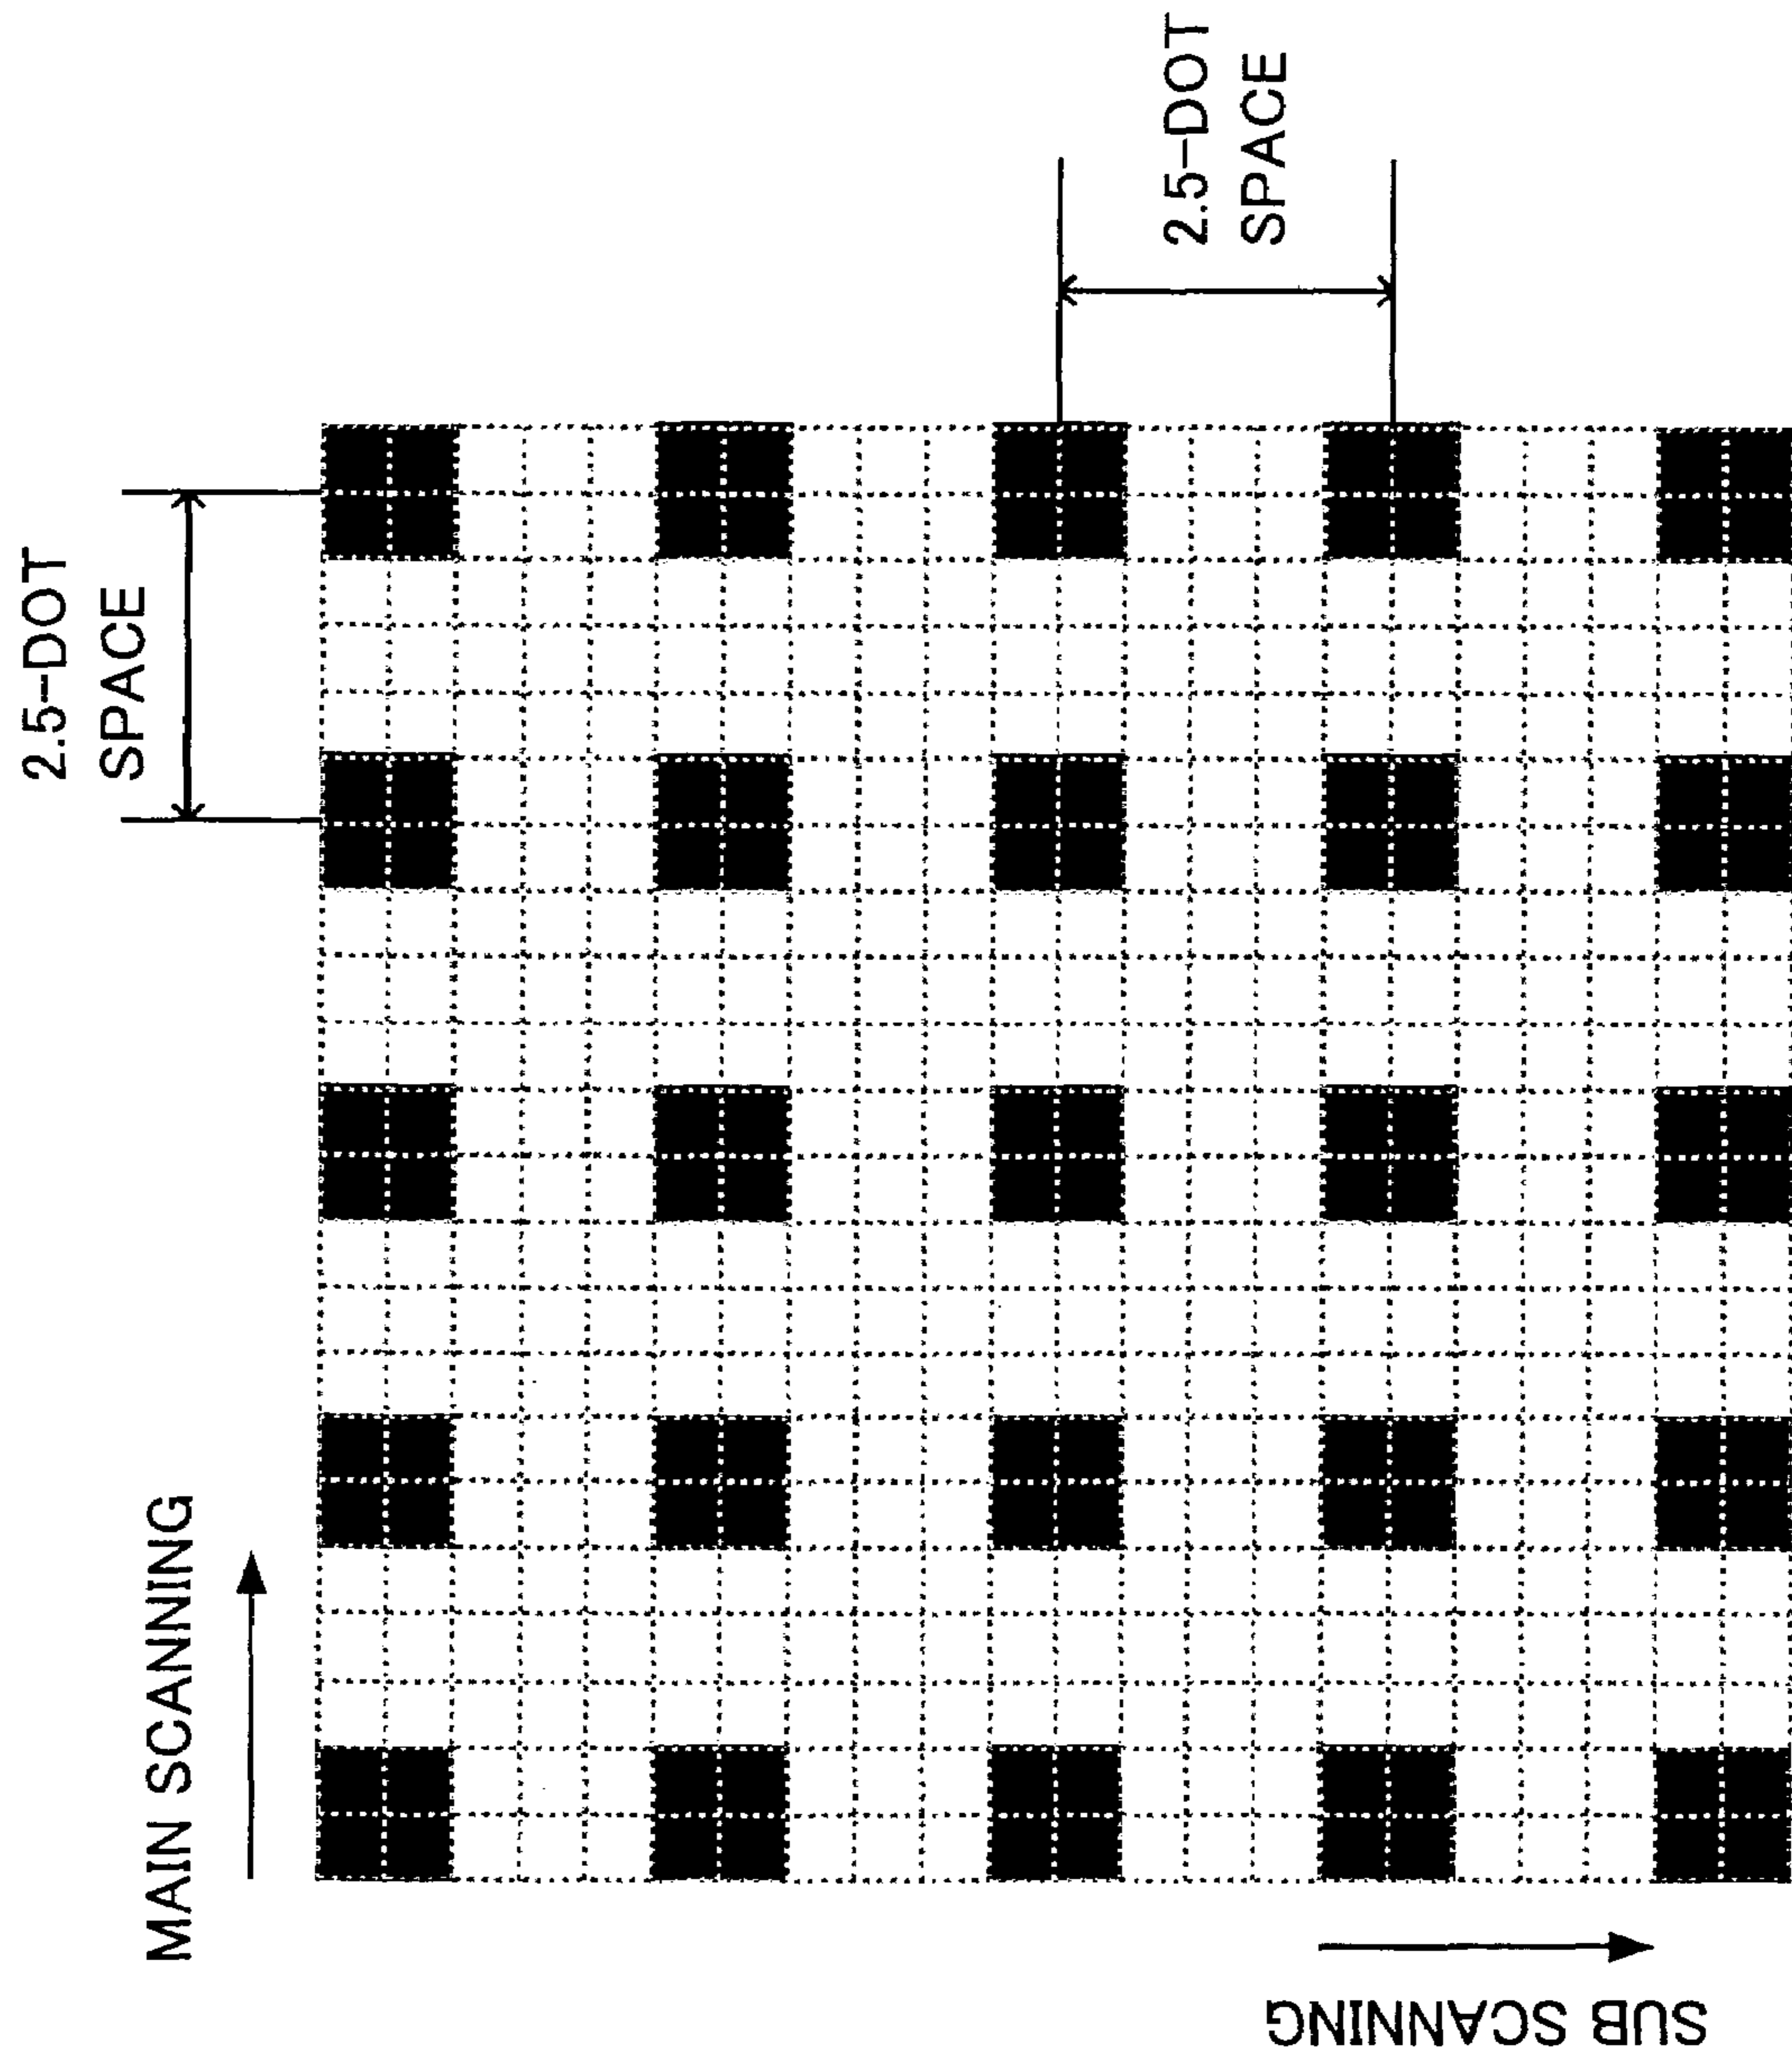 MAIN SCANNING
2.5-DOT
SPACE
2.5-DOT
SPACE
SUB SCANNING